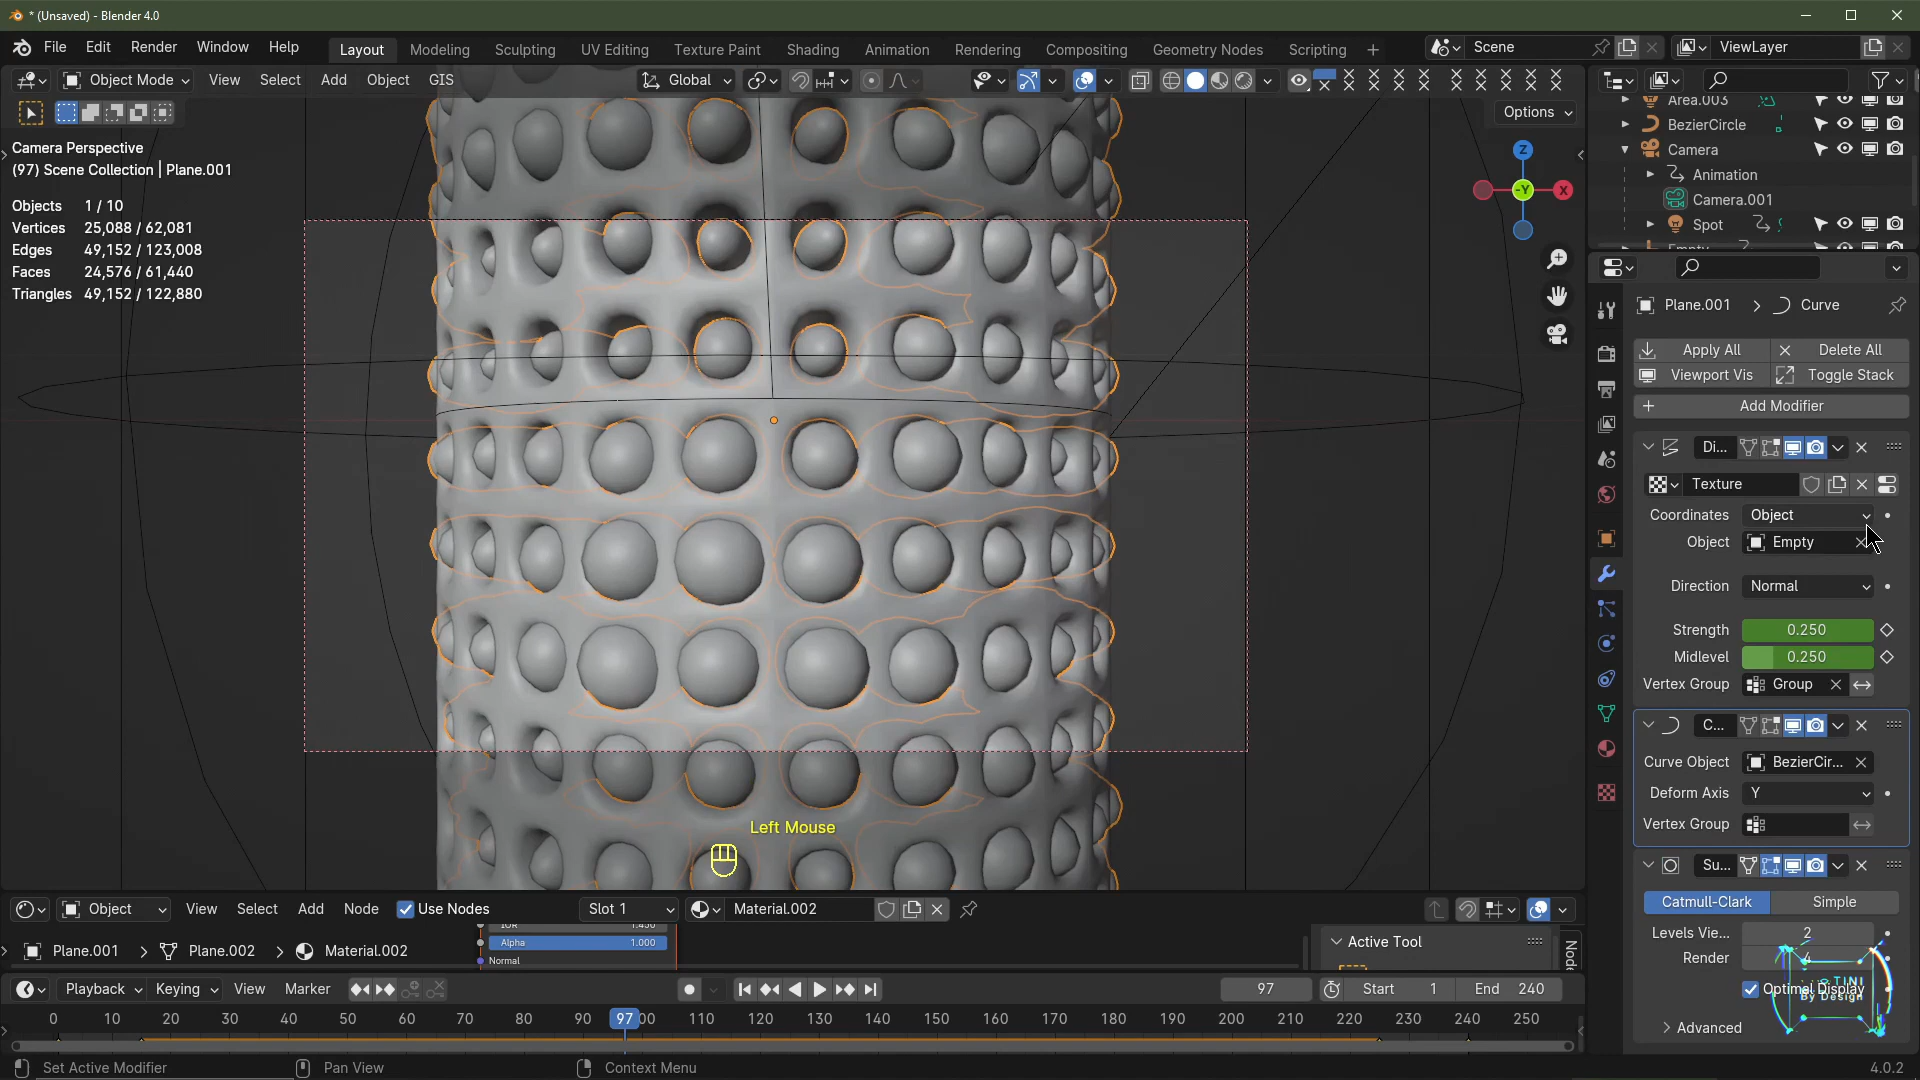 * (Unsaved) - Blender 4.0
File Edit Render Window Help
Layout Modeling Sculpting UV Editing Texture Paint Shading Animation Rendering Compositing Geometry Nodes Scripting
Scene
ViewLayer
Object Mode View Select Add Object GIS
Global
Options
Camera Perspective
(97) Scene Collection | Plane.001
Objects 1 / 10
Vertices 25,088 / 62,081
Edges 49,152 / 123,008
Faces 24,576 / 61,440
Triangles 49,152 / 122,880
Z
-Y
X
Area.003
BezierCircle
Camera
Animation
Camera.001
Spot
Plane.001 > Curve
Apply All
Delete All
Viewport Vis
Toggle Stack
Add Modifier
Di...
Texture
Coordinates Object
Object Empty
Direction Normal
Strength 0.250
Midlevel 0.250
Vertex Group Group
C...
Curve Object BezierCir...
Deform Axis Y
Vertex Group
Su...
Catmull-Clark Simple
Levels Vie... 2
Render 4
Optimal Display
TINI
By Design
Advanced
Left Mouse
Object View Select Add Node Use Nodes
Slot 1
Material.002
Plane.001 > Plane.002 > Material.002
IOR 1.450
Alpha 1.000
Normal
Active Tool
Node
Playback Keying View Marker
97
Start 1
End 240
0 10 20 30 40 50 60 70 80 90 97 00 110 120 130 140 150 160 170 180 190 200 210 220 230 240 250
Set Active Modifier
Pan View
Context Menu
4.0.2